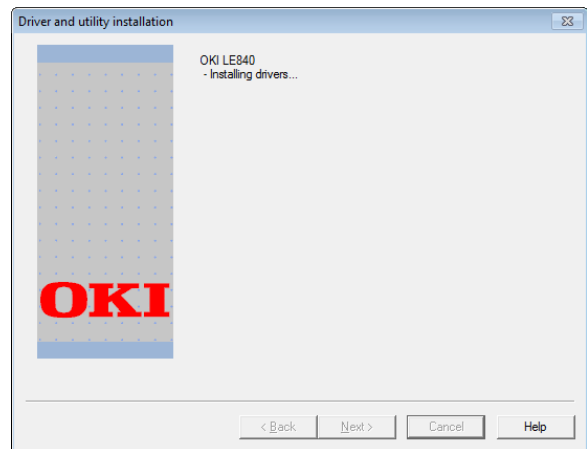 Driver and utility installation
OKI LE840
- Installing drivers...
OKI
< Back
Next >
Cancel
Help